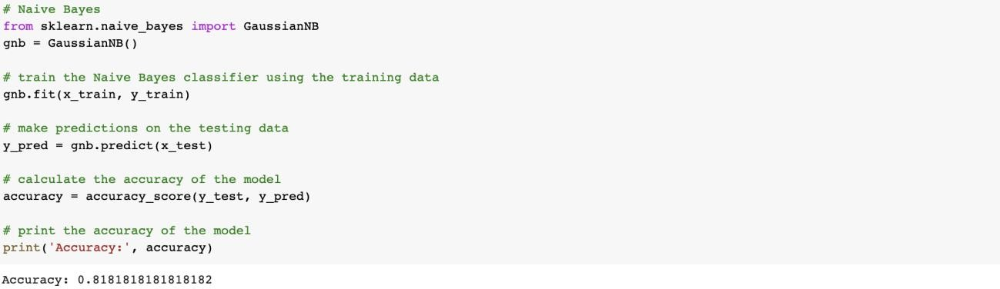 # Naive Bayes
from sklearn.naive_bayes import GaussianNB
gnb = GaussianNB()
# train the Naive Bayes classifier using the training data
gnb.fit(x_train, y_train)
# make predictions on the testing data
y_pred = gnb.predict(x_test)
# calculate the accuracy of the model
accuracy = accuracy_score(y_test, y_pred)
# print the accuracy of the model
print('Accuracy:', accuracy)
Accuracy: 0.8181818181818182